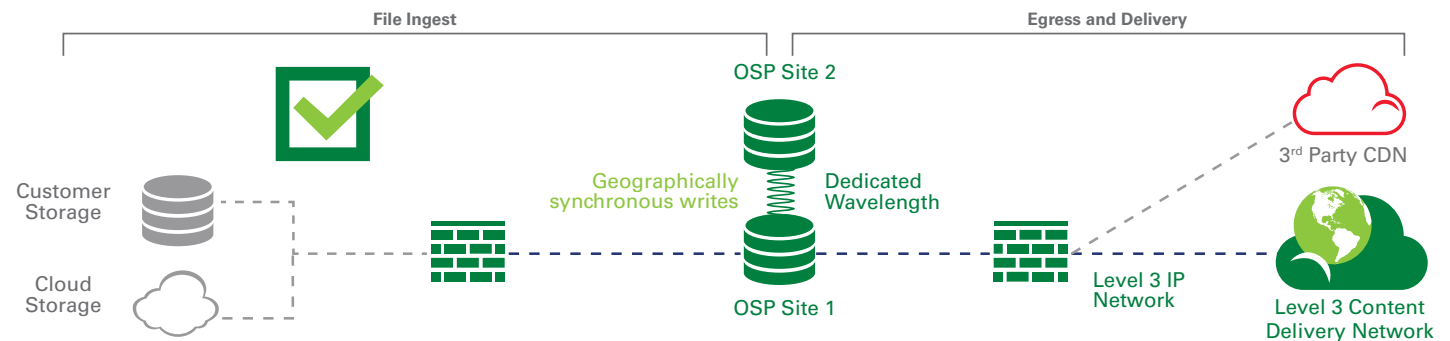 File Ingest
Egress and Delivery
OSP Site 2
3rd Party CDN
Customer
Storage
Geographically
synchronous writes
Dedicated
Wavelength
Cloud
Storage
OSP Site 1
Level 3 IP
Network
Level 3 Content
Delivery Network